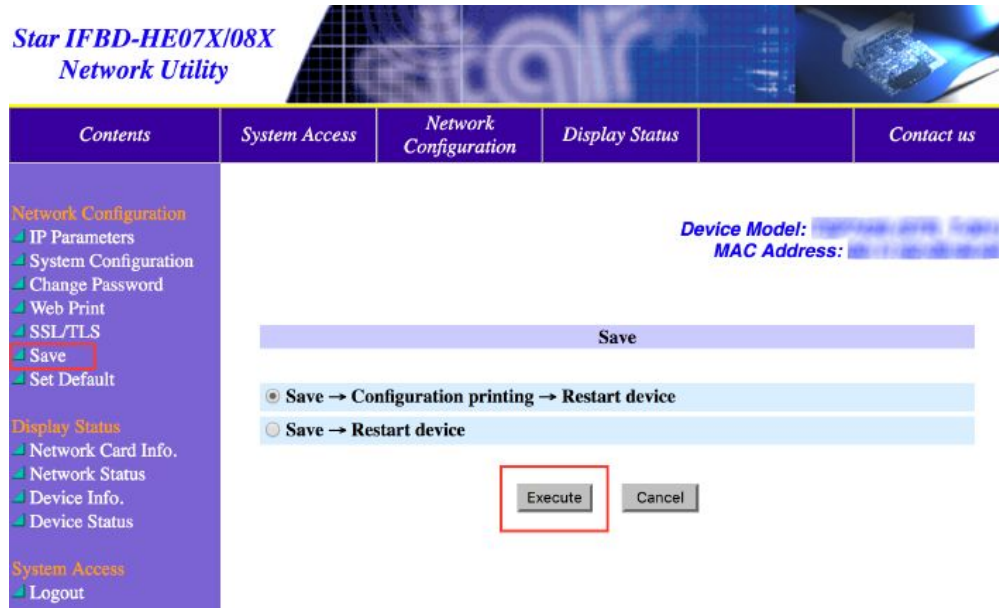 Star IFBD-HE07X/08X
Network Utility
star
Contents
System Access
Network
Configuration
Display Status
Contact us
Network Configuration
IP Parameters
System Configuration
Change Password
Web Print
SSL/TLS
Save
Set Default
Display Status
Network Card Info.
Network Status
Device Info.
Device Status
System Access
Logout
Device Model:
MAC Address:
Save
Save → Configuration printing → Restart device
Save → Restart device
Execute
Cancel